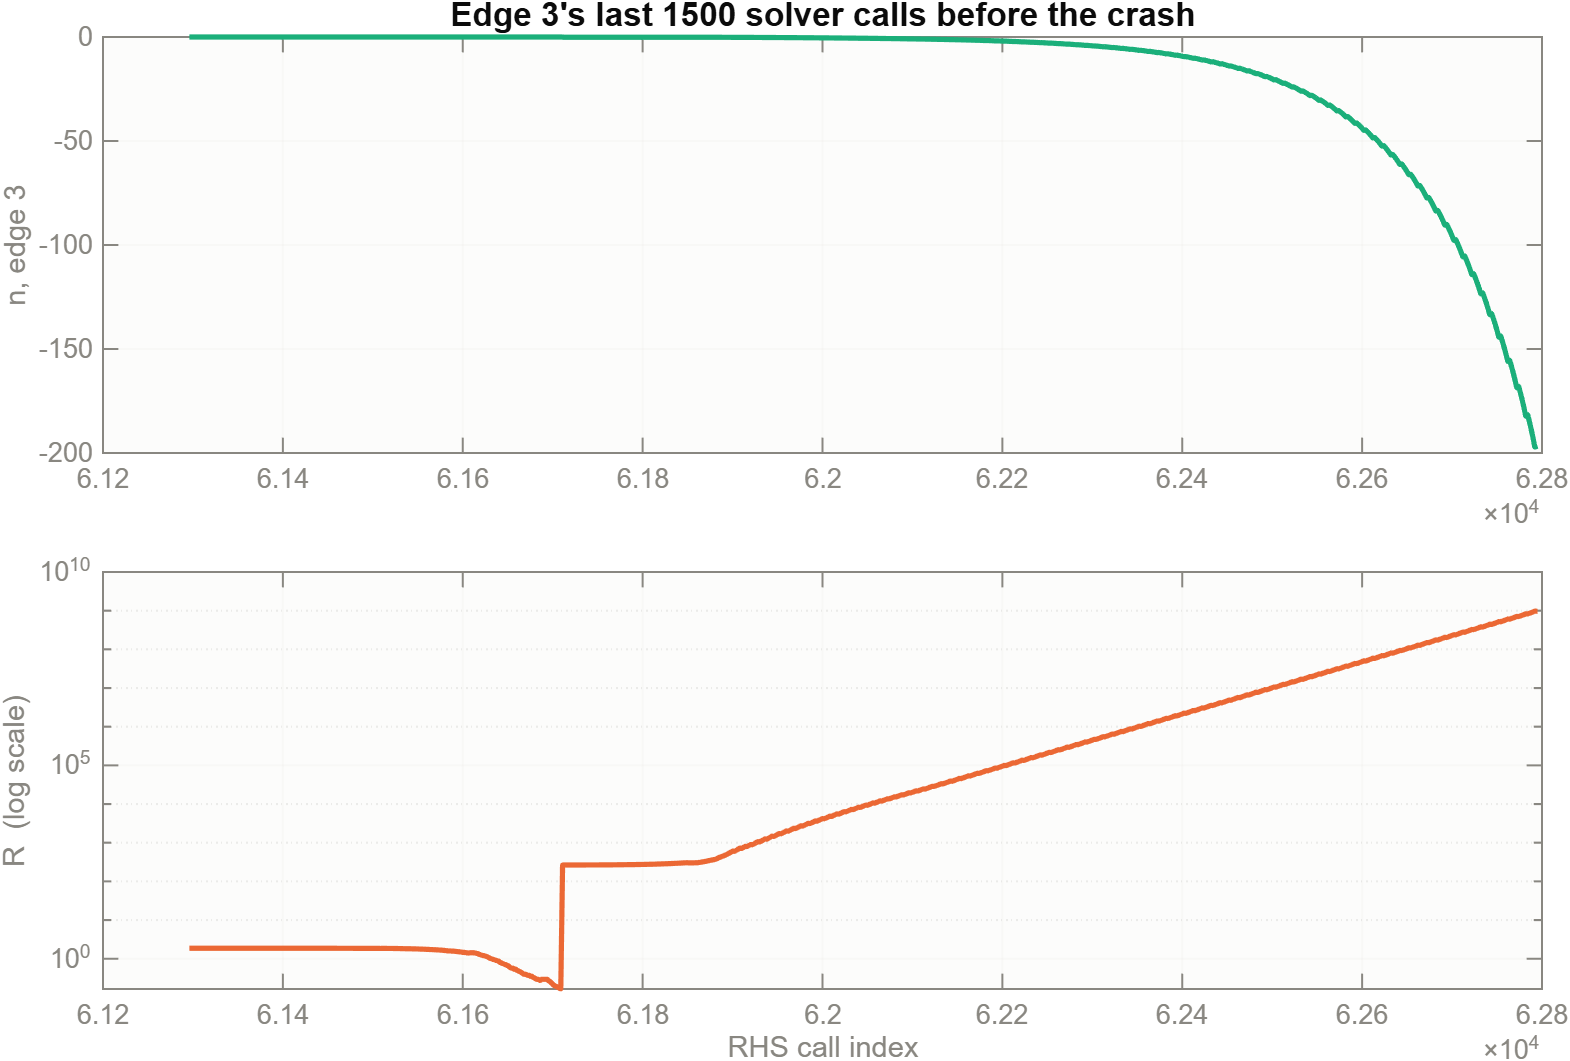 Edge 3's last 1500 solver calls before the crash
n, edge 3
0
-50
-100
-150
-200
6.12 6.14 6.16 6.18 6.2 6.22 6.24 6.26 6.28
×10⁴
R (log scale)
10¹⁰
10⁵
10⁰
6.12 6.14 6.16 6.18 6.2 6.22 6.24 6.26 6.28
RHS call index
×10⁴